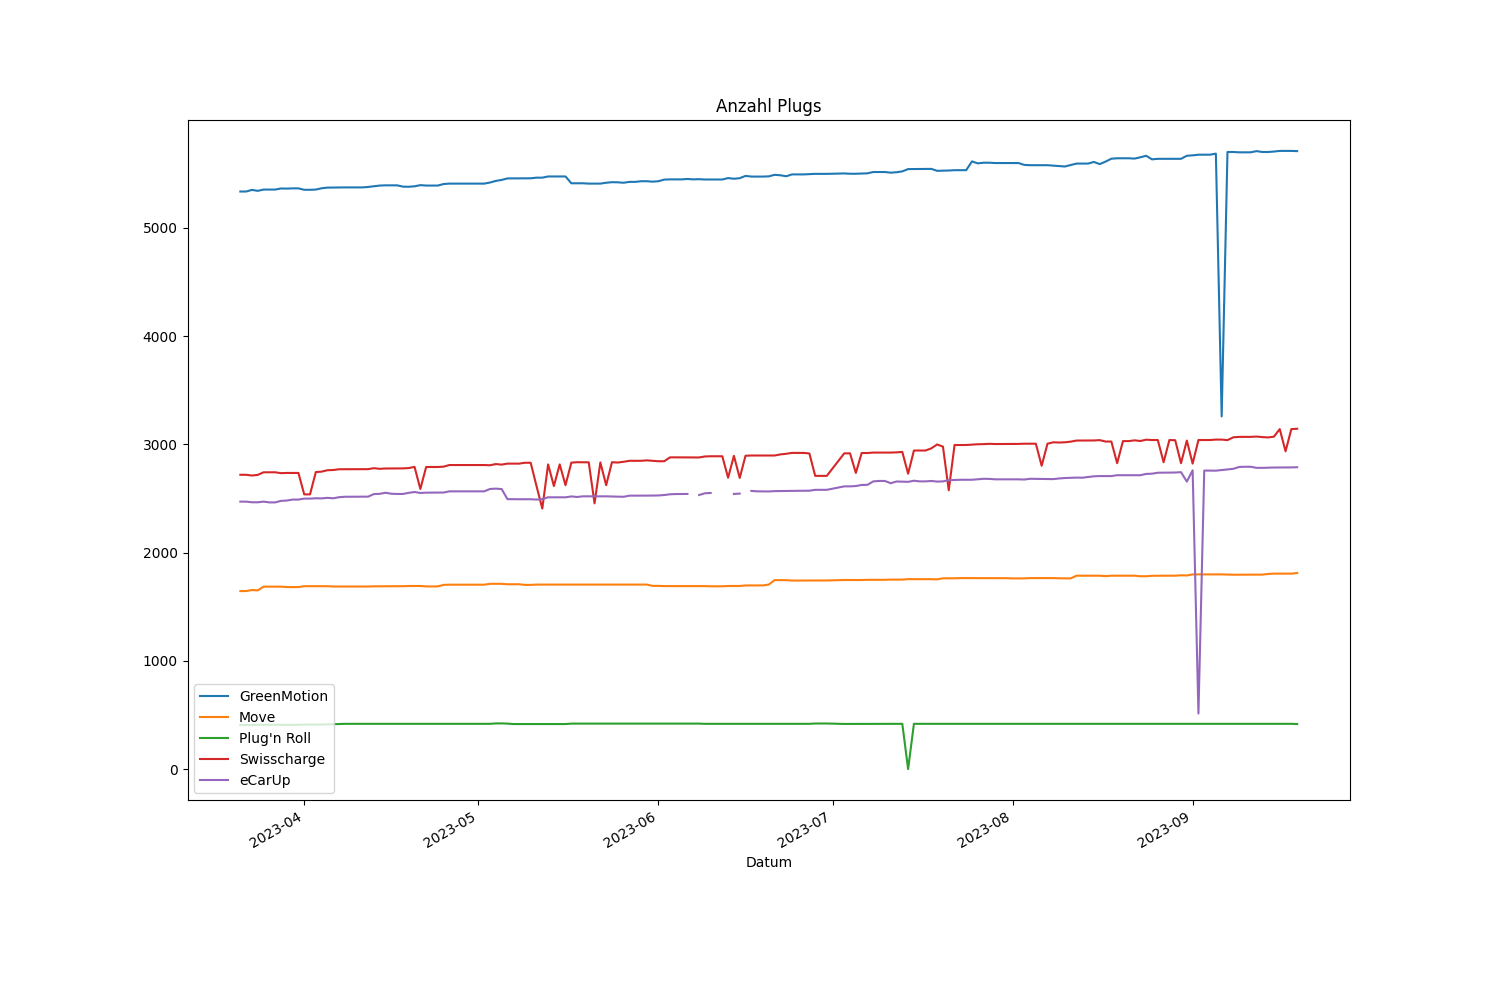 Anzahl Plugs
5000
4000
3000
2000
1000
0
GreenMotion
Move
Plug'n Roll
Swisscharge
eCarUp
2023-04
2023-05
2023-06
2023-07
2023-08
2023-09
Datum